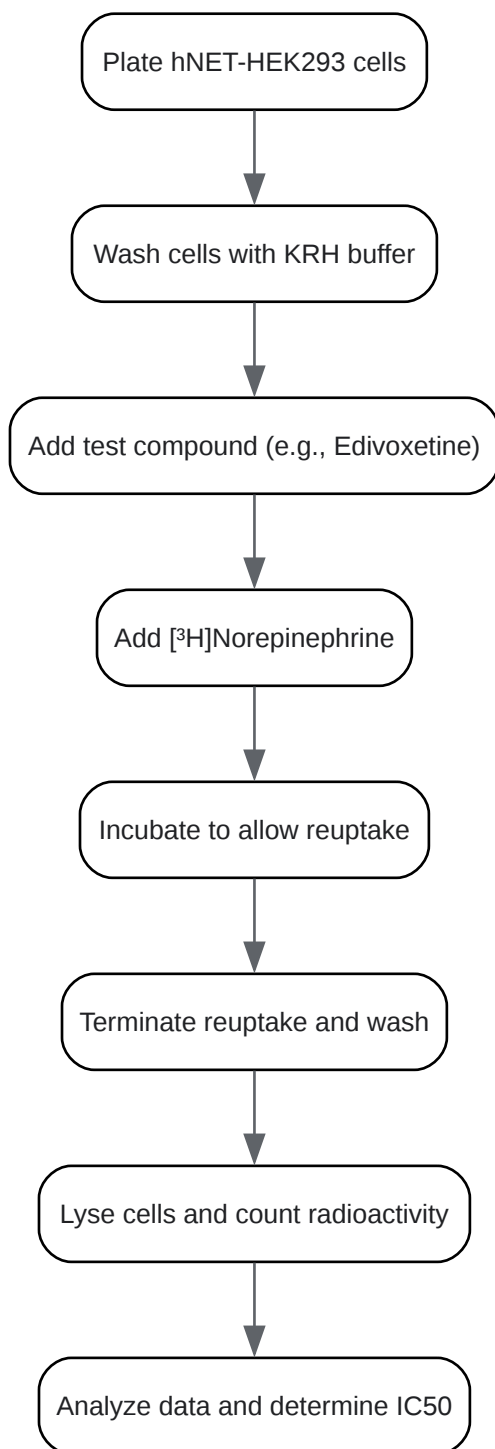 Plate hNET-HEK293 cells
Wash cells with KRH buffer
Add test compound (e.g., Edivoxetine)
Add [³H]Norepinephrine
Incubate to allow reuptake
Terminate reuptake and wash
Lyse cells and count radioactivity
Analyze data and determine IC50